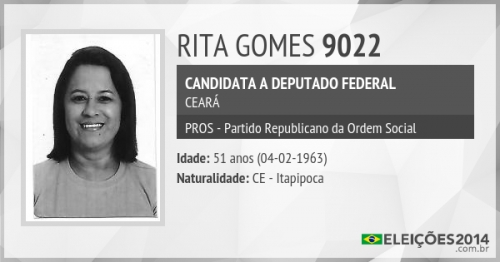 RITA GOMES 9022
CANDIDATA A DEPUTADO FEDERAL
CEARÁ
PROS - Partido Republicano da Ordem Social
Idade: 51 anos (04-02-1963)
Naturalidade: CE - Itapipoca
ELEIÇÕES2014
.com.br